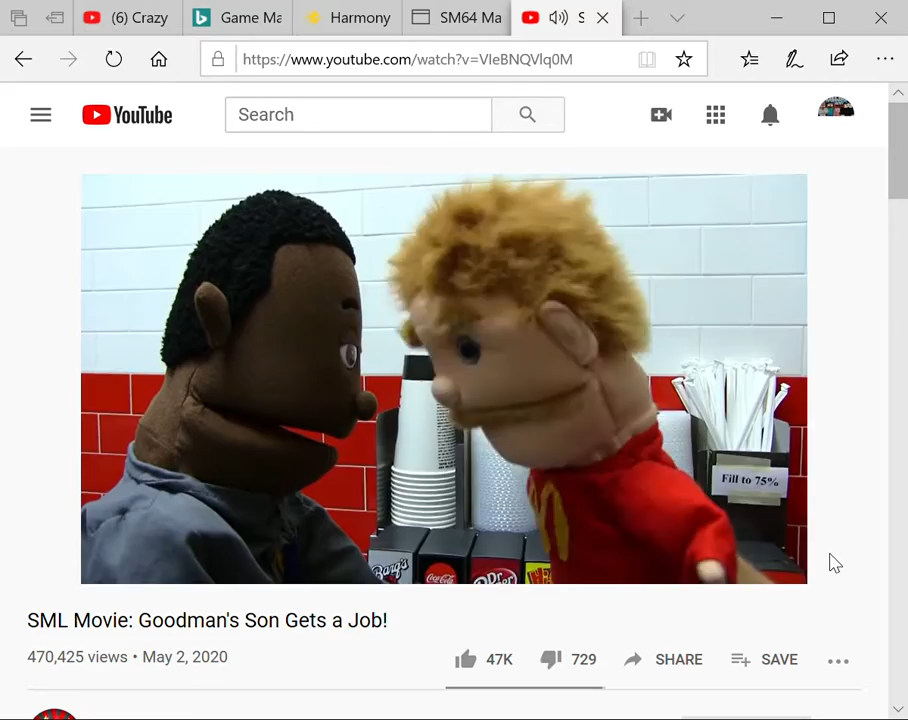 (6) Crazy
Game Ma
Harmony
SM64 Ma
S
https://www.youtube.com/watch?v=VIeBNQVlq0M
YouTube
Search
Fill to 75%
Barq's
Coca-Cola
Dr Pepper
SML Movie: Goodman's Son Gets a Job!
470,425 views • May 2, 2020
47K
729
SHARE
SAVE